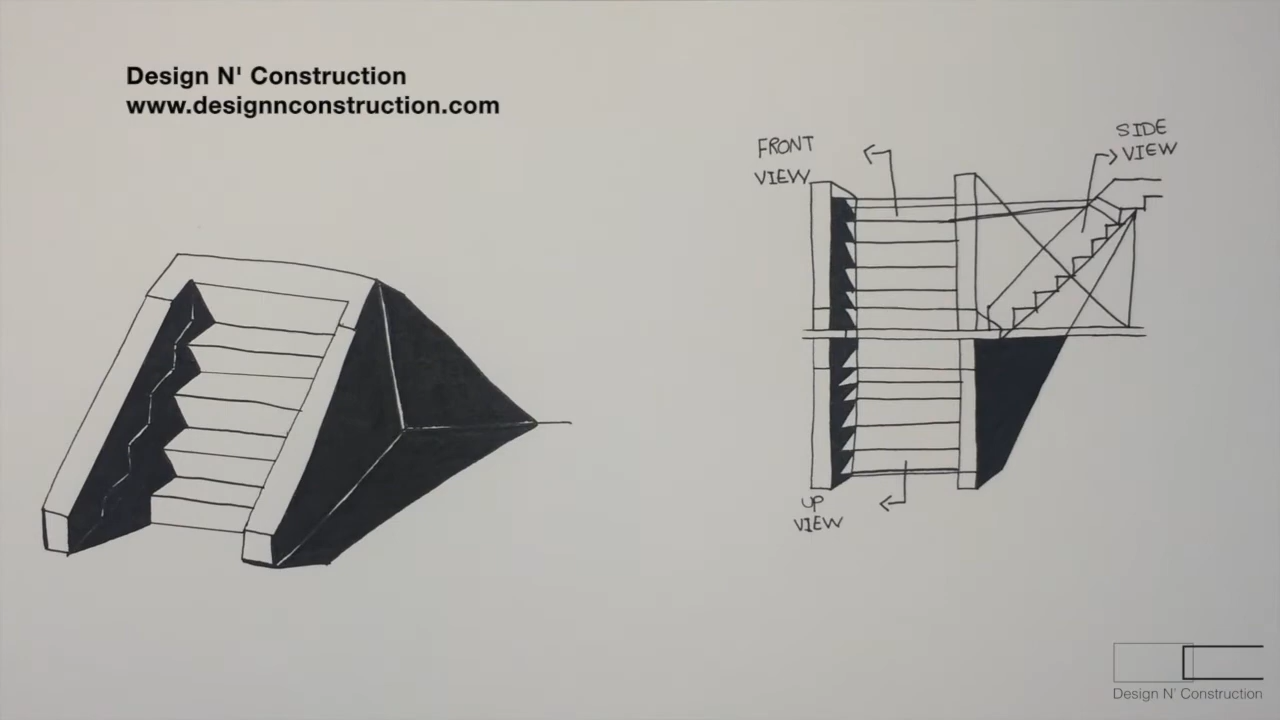 Design N' Construction
www.designnconstruction.com
FRONT
VIEW
SIDE
VIEW
UP
VIEW
Design N' Construction